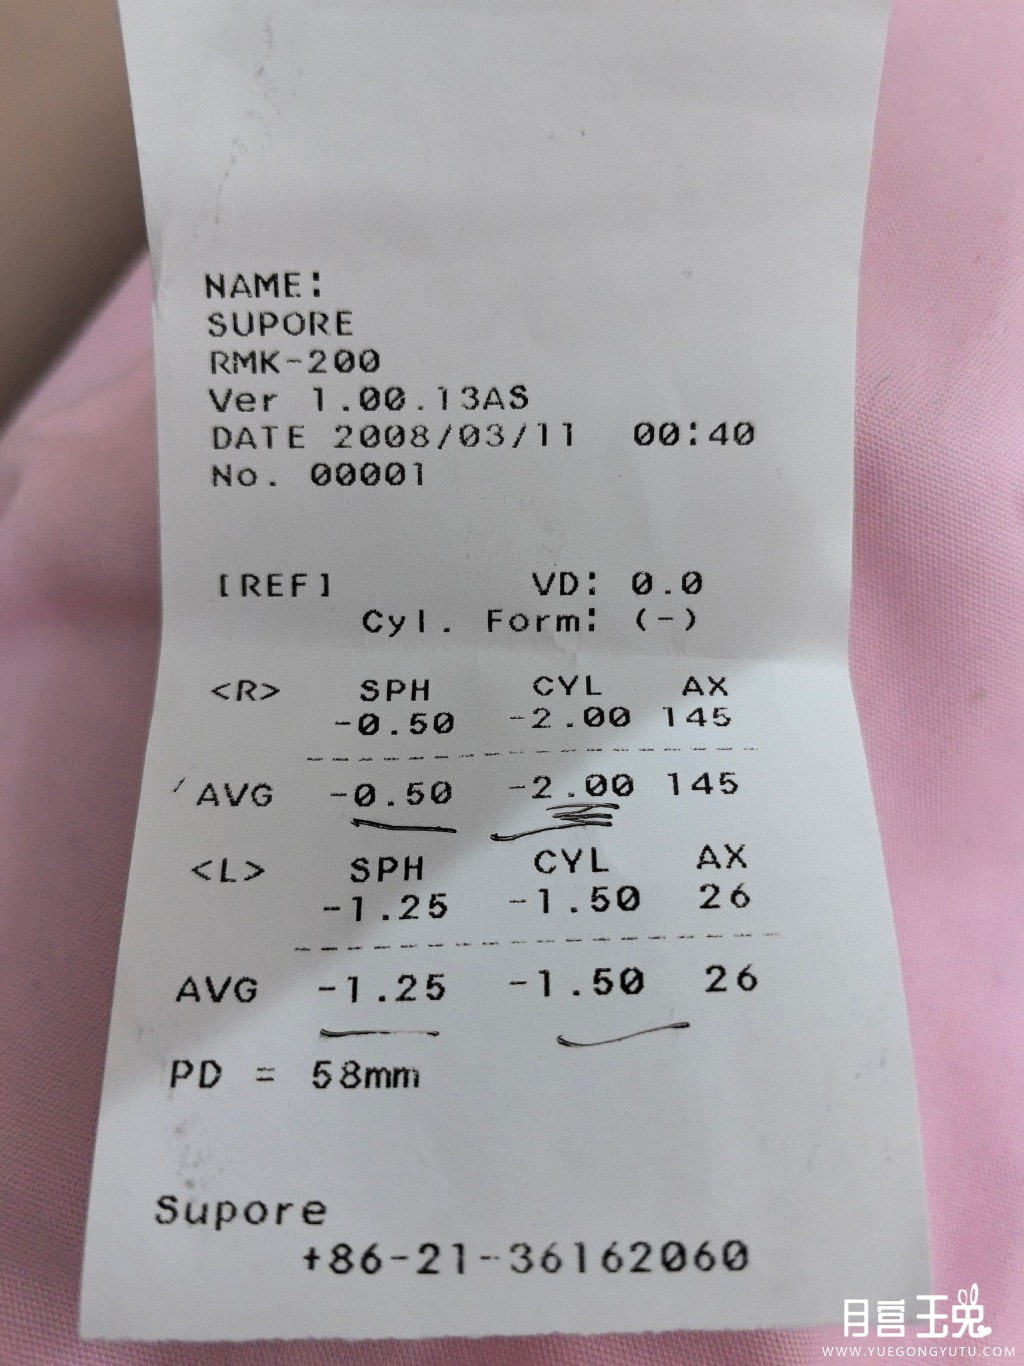 NAME:
SUPORE
RMK-200
Ver 1.00.13AS
DATE 2008/03/11 00:40
No. 00001
[REF] VD: 0.0
Cyl. Form: (-)
<R> SPH CYL AX
-0.50 -2.00 145
AVG -0.50 -2.00 145
<L> SPH CYL AX
-1.25 -1.50 26
AVG -1.25 -1.50 26
PD = 58mm
Supore
+86-21-36162060
月宫玉兔
WWW.YUEGONGYUTU.COM